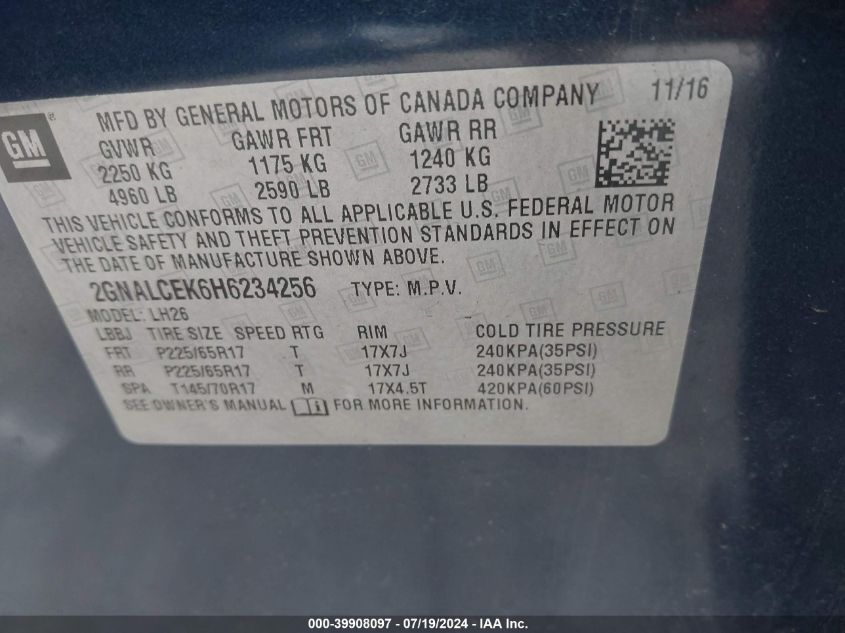 GM ®
MFD BY GENERAL MOTORS OF CANADA COMPANY 11/16
GVWR GAWR FRT GAWR RR
2250 KG 1175 KG 1240 KG
4960 LB 2590 LB 2733 LB
THIS VEHICLE CONFORMS TO ALL APPLICABLE U.S. FEDERAL MOTOR
VEHICLE SAFETY AND THEFT PREVENTION STANDARDS IN EFFECT ON
THE DATE OF MANUFACTURE SHOWN ABOVE.
2GNALCEK6H6234256 TYPE: M.P.V.
MODEL: LH26
LBBJ TIRE SIZE SPEED RTG RIM COLD TIRE PRESSURE
FRT P225/65R17 T 17X7J 240KPA(35PSI)
RR P225/65R17 T 17X7J 240KPA(35PSI)
SPA T145/70R17 M 17X4.5T 420KPA(60PSI)
SEE OWNER'S MANUAL FOR MORE INFORMATION.
000-39908097 - 07/19/2024 - IAA Inc.